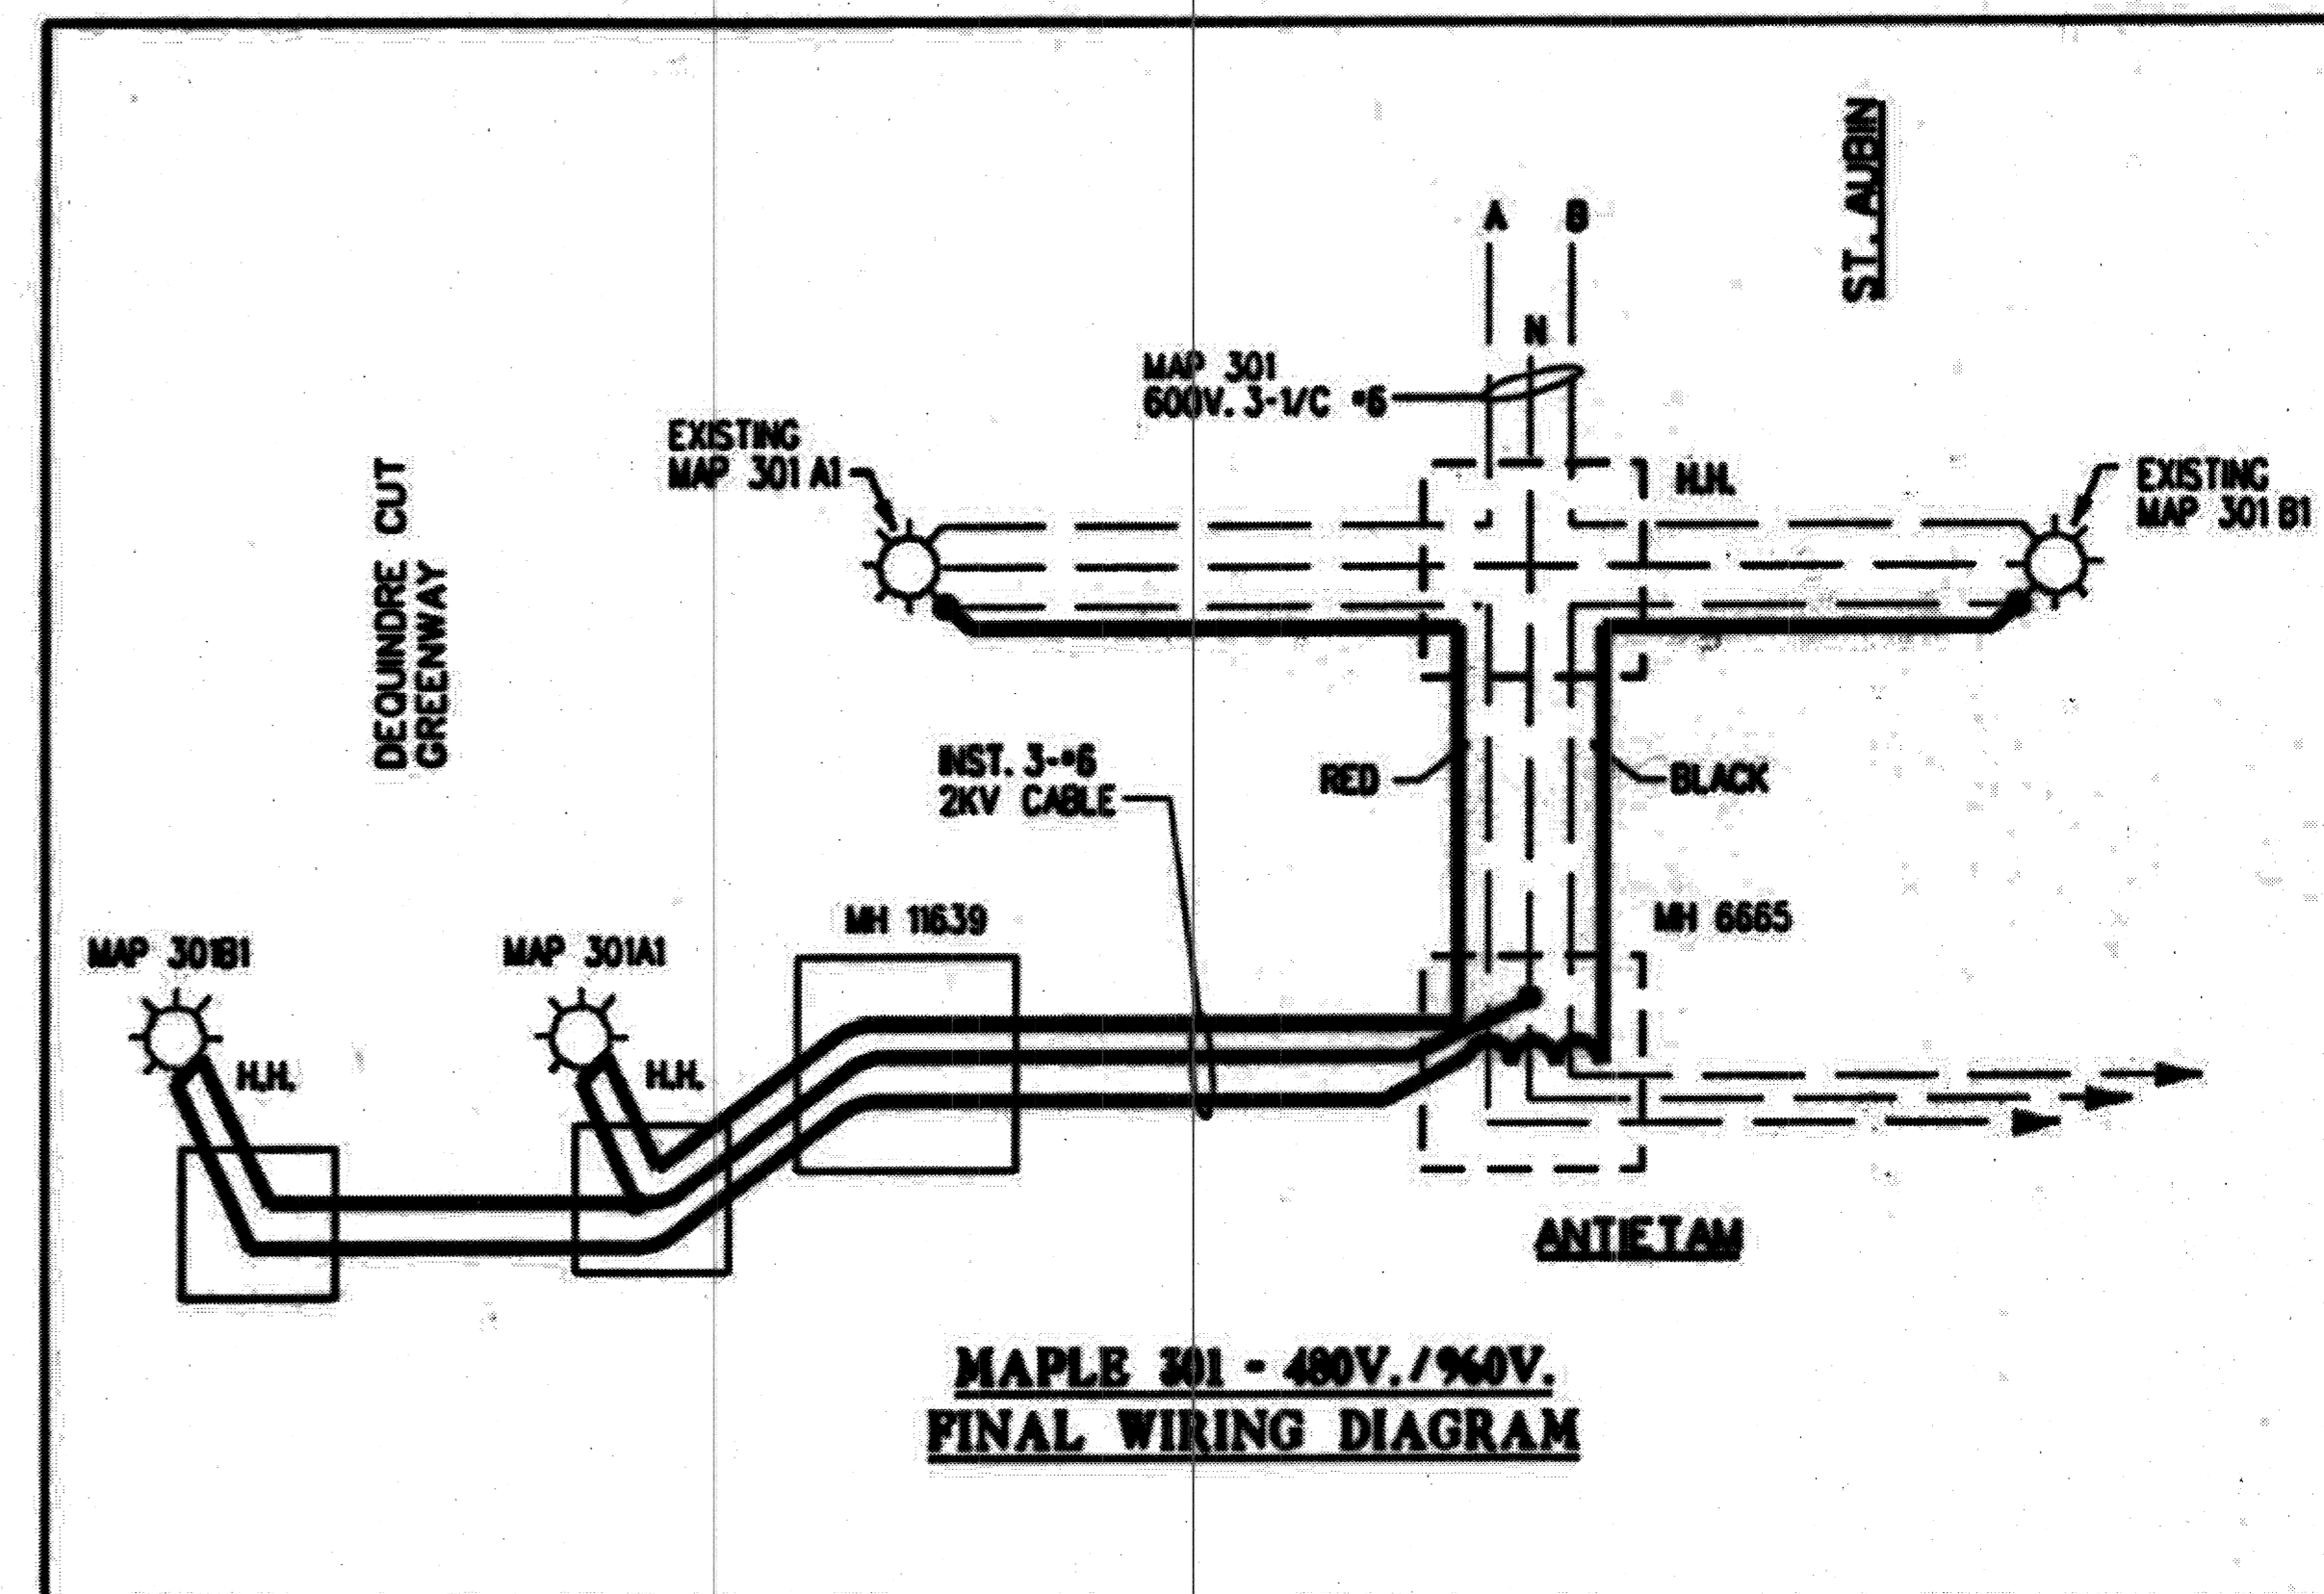 ST. AUBIN
A
B
N
MAP 301
600V. 3-1/C #6
EXISTING
MAP 301 A1
H.H.
EXISTING
MAP 301 B1
DEQUINDRE CUT
GREENWAY
INST. 3-#6
2KV CABLE
RED
BLACK
MH 11639
MH 6665
MAP 301B1
MAP 301A1
H.H.
H.H.
ANTIETAM
MAPLE 301 - 480V./960V.
FINAL WIRING DIAGRAM